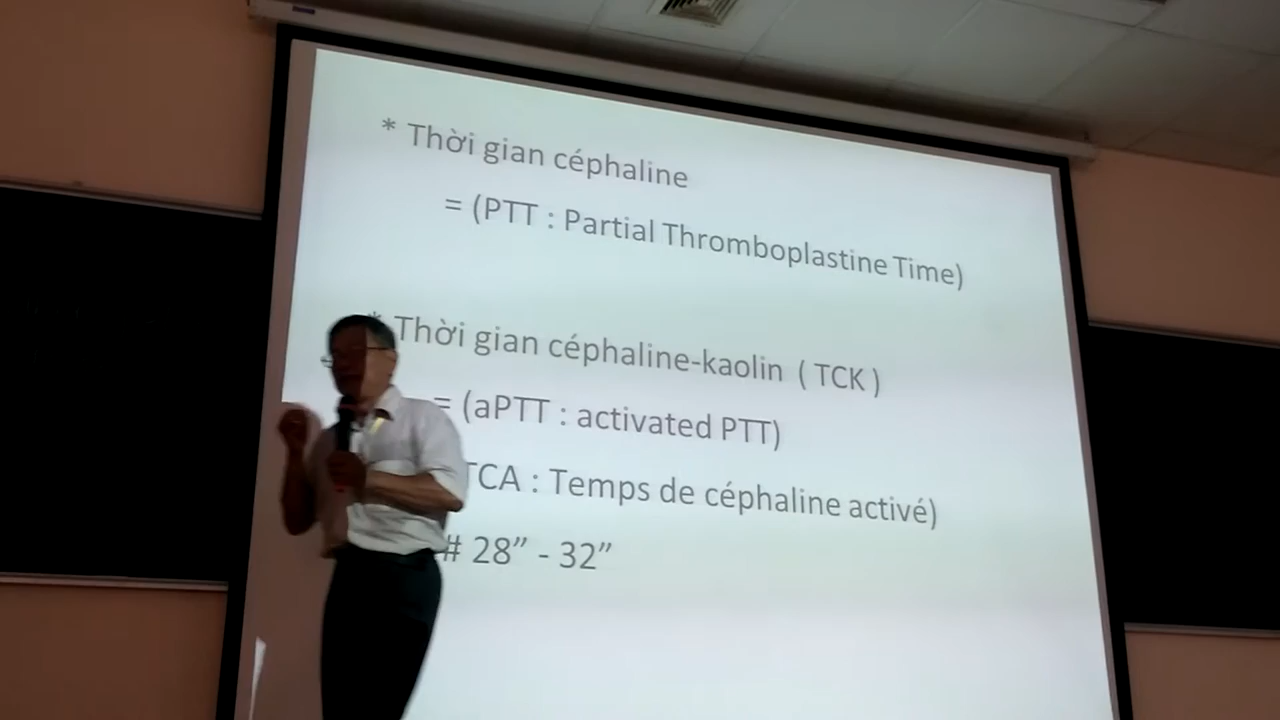 * Thời gian céphaline
= (PTT : Partial Thromboplastine Time)
* Thời gian céphaline-kaolin ( TCK )
= (aPTT : activated PTT)
TCA : Temps de céphaline activé)
# 28” - 32”